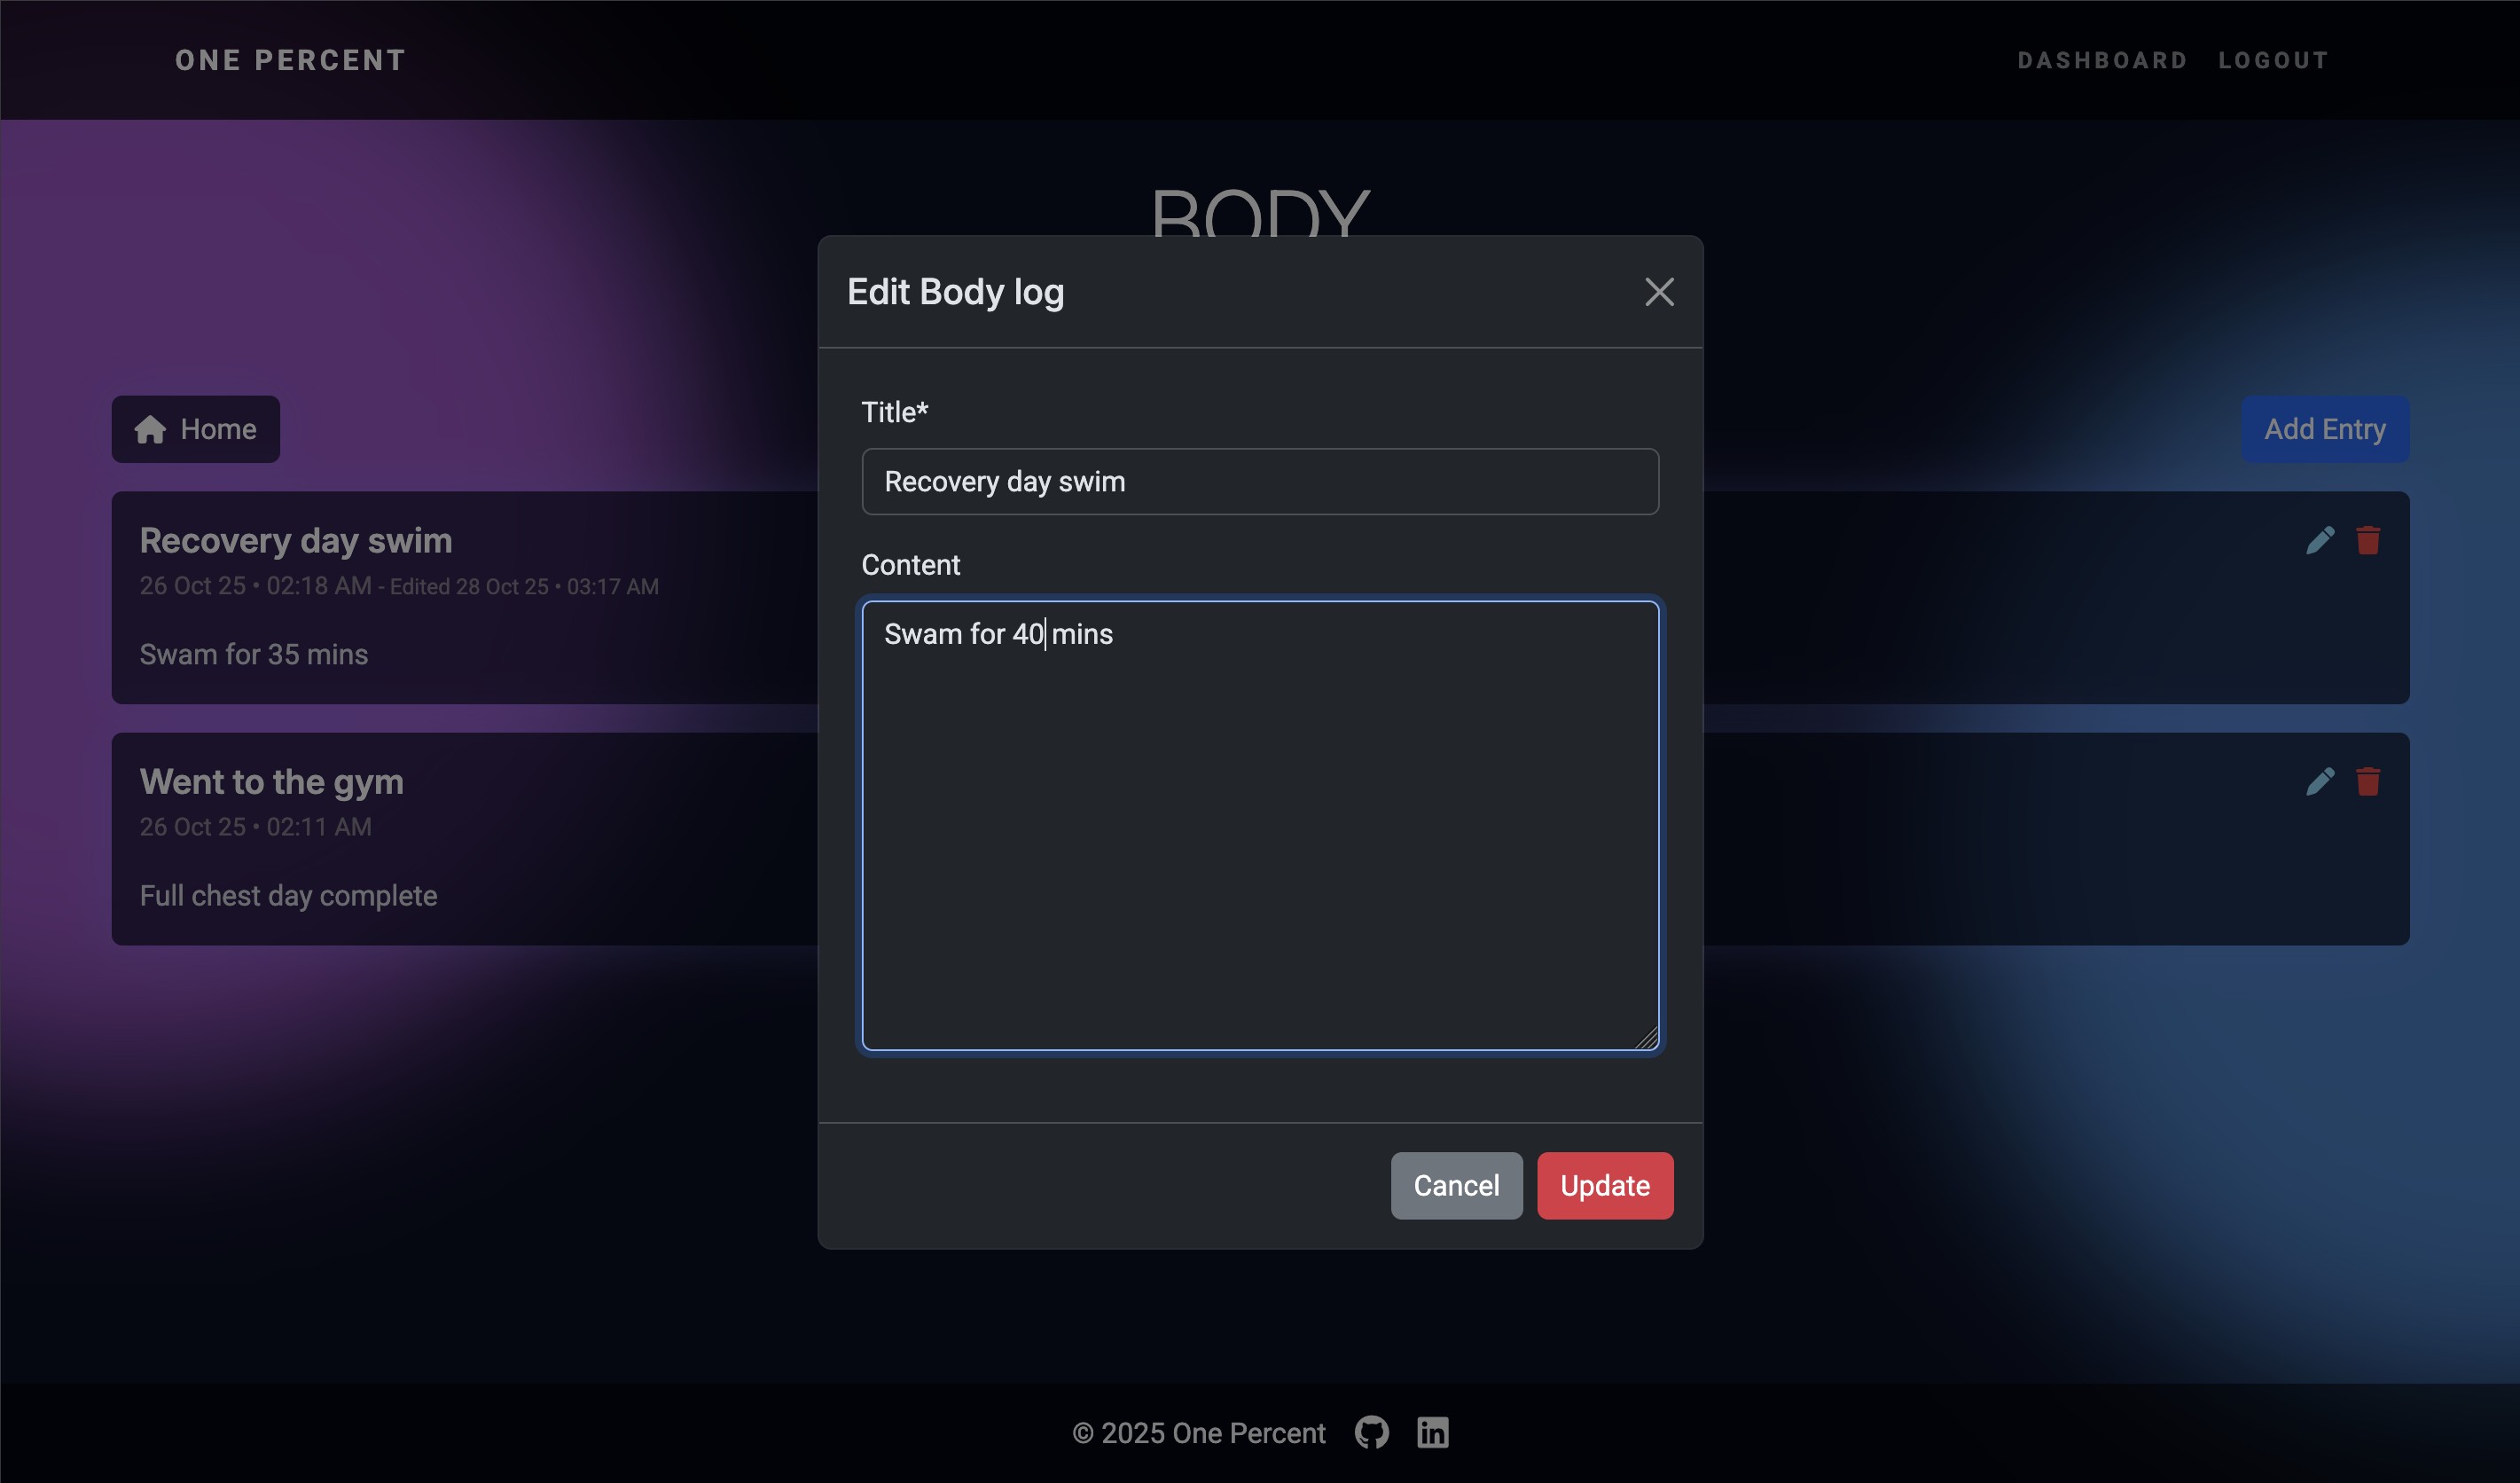 ONE PERCENT
DASHBOARD LOGOUT
BODY
Edit Body log
Title*
Recovery day swim
Content
Swam for 40 mins
Cancel Update
Home
Add Entry
Recovery day swim
26 Oct 25 • 02:18 AM - Edited 28 Oct 25 • 03:17 AM
Swam for 35 mins
Went to the gym
26 Oct 25 • 02:11 AM
Full chest day complete
© 2025 One Percent
in